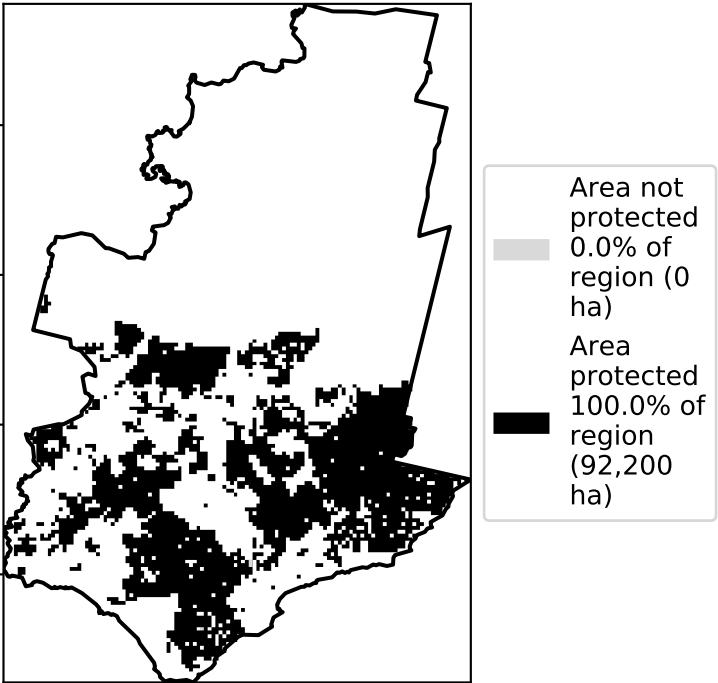 Area not
protected
0.0% of
region (0
ha)
Area
protected
100.0% of
region
(92,200
ha)